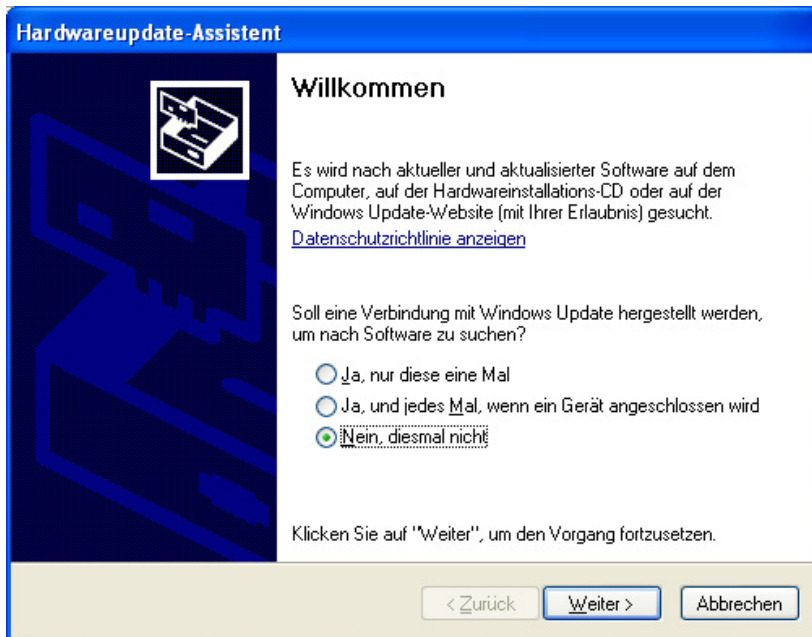 Hardwareupdate-Assistent
Willkommen
Es wird nach aktueller und aktualisierter Software auf dem
Computer, auf der Hardwareinstallations-CD oder auf der
Windows Update-Website (mit Ihrer Erlaubnis) gesucht.
Datenschutzrichtlinie anzeigen
Soll eine Verbindung mit Windows Update hergestellt werden,
um nach Software zu suchen?
Ja, nur diese eine Mal
Ja, und jedes Mal, wenn ein Gerät angeschlossen wird
Nein, diesmal nicht
Klicken Sie auf "Weiter", um den Vorgang fortzusetzen.
< Zurück
Weiter >
Abbrechen